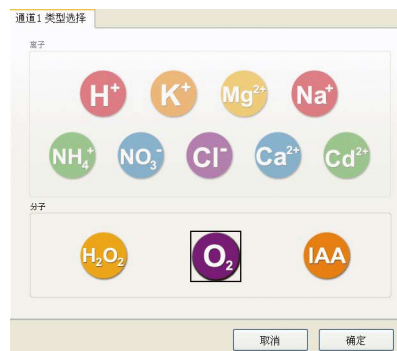 通道1 类型选择
离子
H⁺ K⁺ Mg²⁺ Na⁺
NH₄⁺ NO₃⁻ Cl⁻ Ca²⁺ Cd²⁺
分子
H₂O₂ O₂ IAA
取消 确定